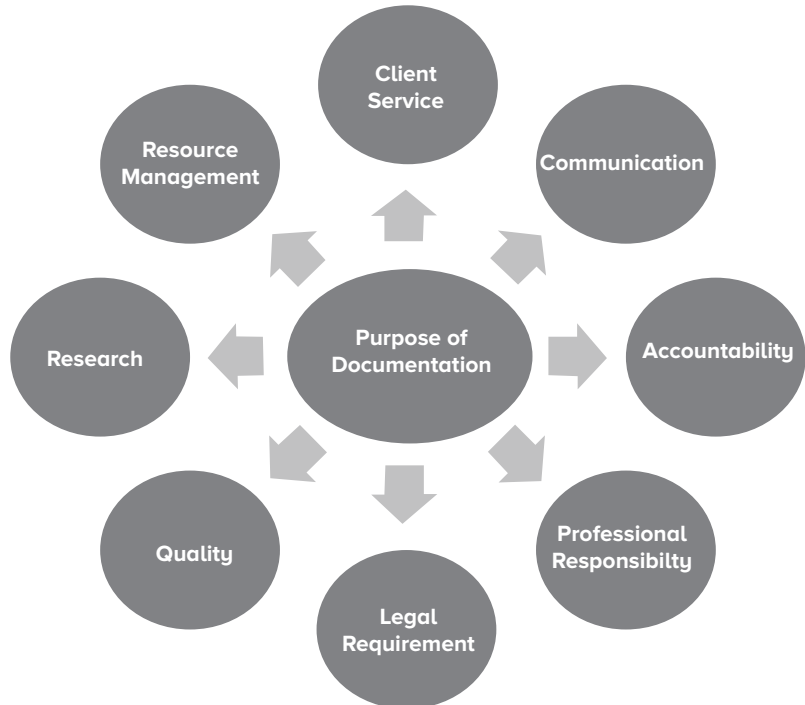 Client
Service
Resource
Management
Communication
Research
Purpose of
Documentation
Accountability
Quality
Professional
Responsibilty
Legal
Requirement